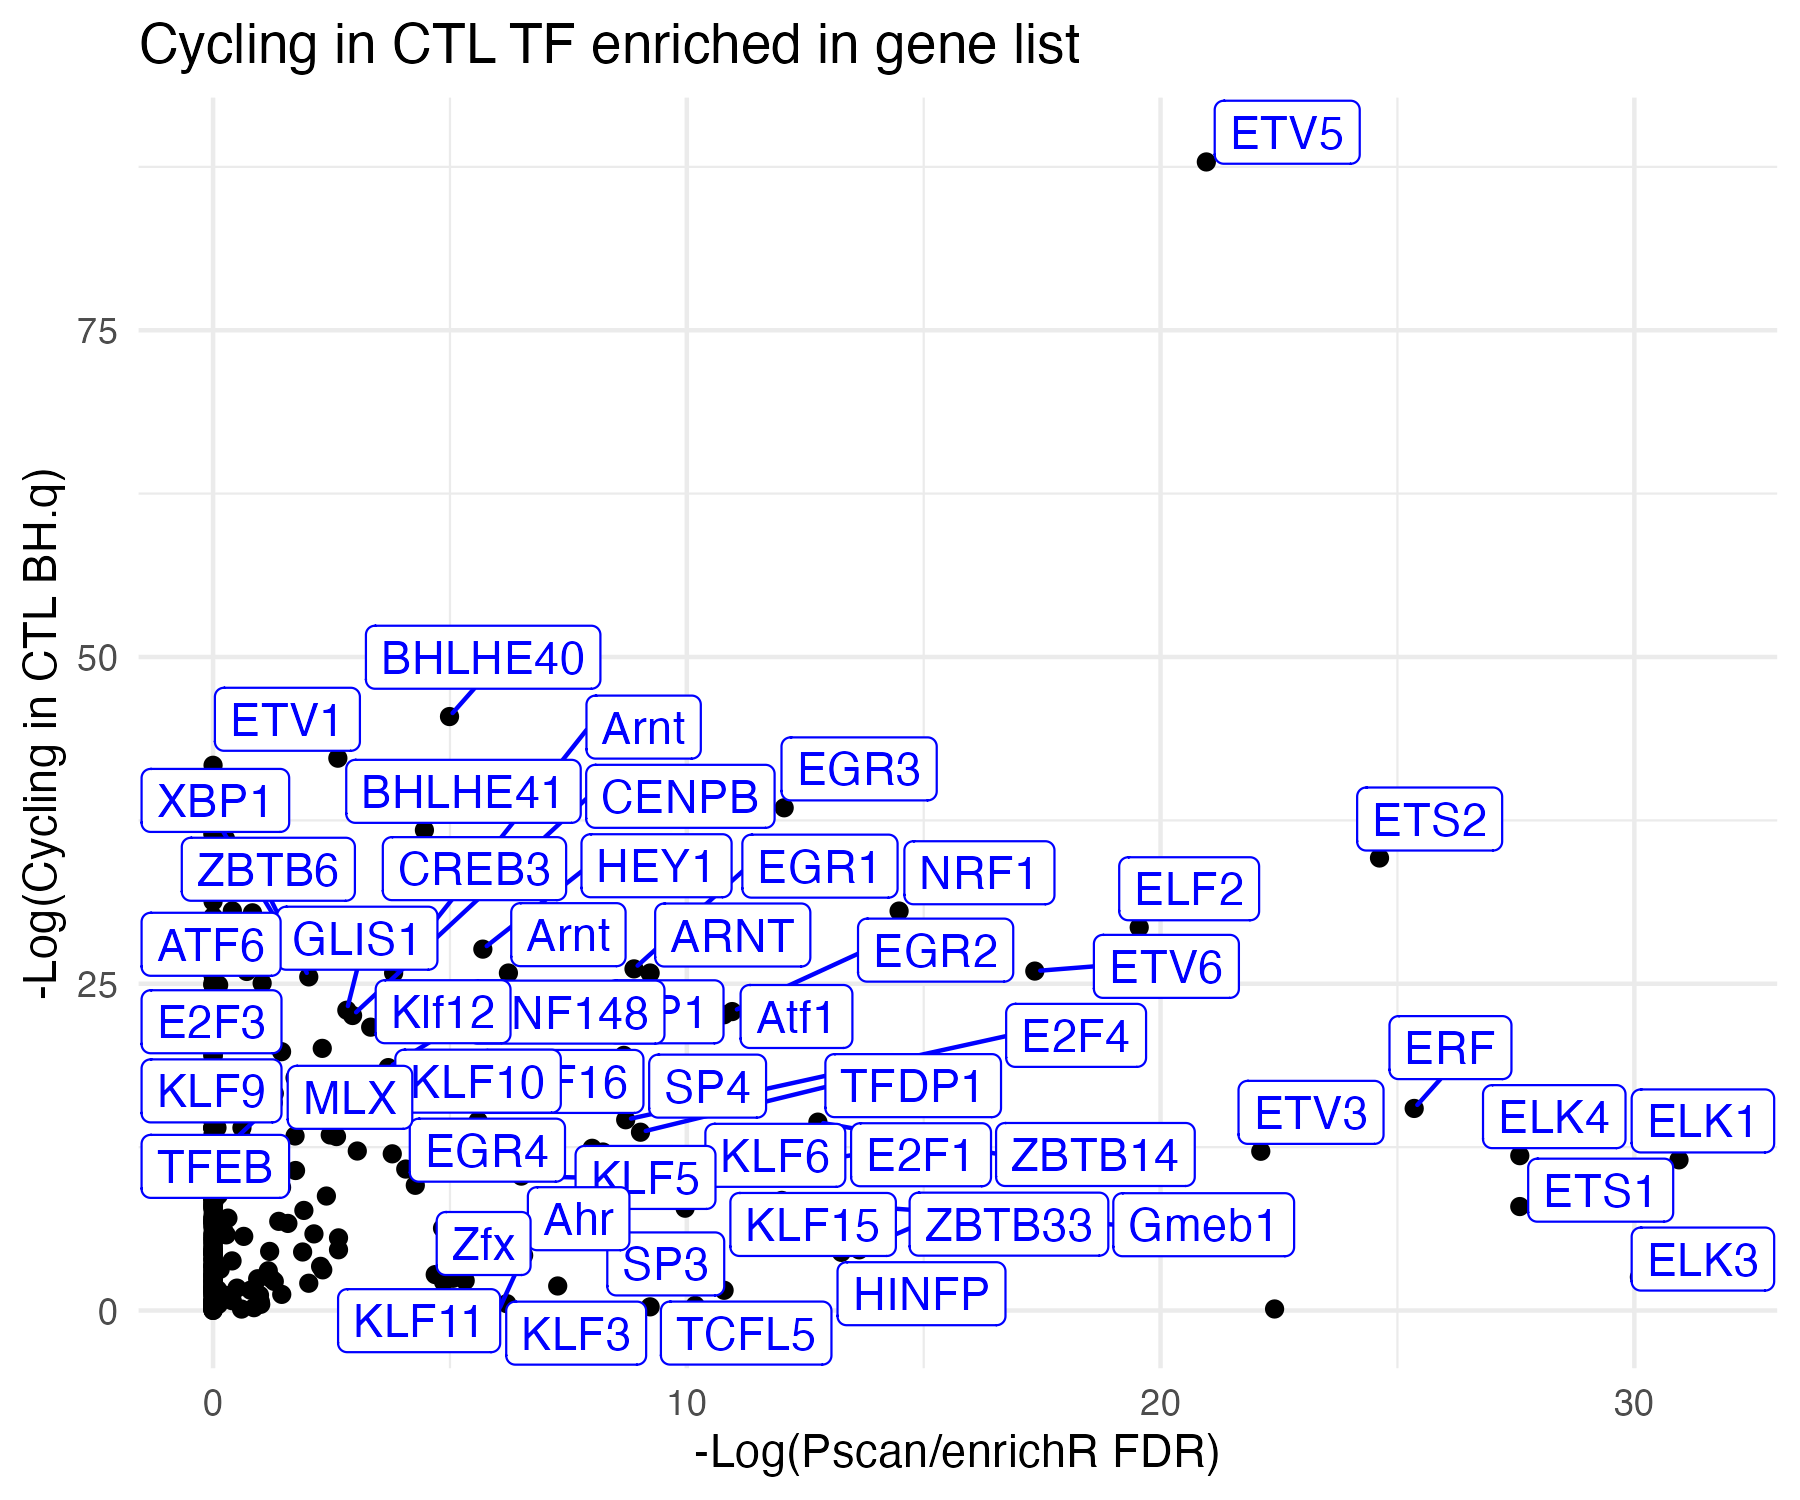 Cycling in CTL TF enriched in gene list
ETV5
75
50
25
0
-Log(Cycling in CTL BH.q)
BHLHE40
ETV1
Arnt
EGR3
XBP1
BHLHE41
CENPB
ETS2
ZBTB6
CREB3
HEY1
EGR1
NRF1
ELF2
ATF6
GLIS1
Arnt
ARNT
EGR2
ETV6
E2F3
Klf12
NF148
P1
Atf1
E2F4
ERF
KLF9
MLX
KLF10
F16
SP4
TFDP1
ETV3
ELK4
ELK1
TFEB
EGR4
KLF5
KLF6
E2F1
ZBTB14
ETS1
Zfx
Ahr
SP3
KLF15
ZBTB33
Gmeb1
ELK3
KLF11
KLF3
TCFL5
HINFP
0
10
20
30
-Log(Pscan/enrichR FDR)